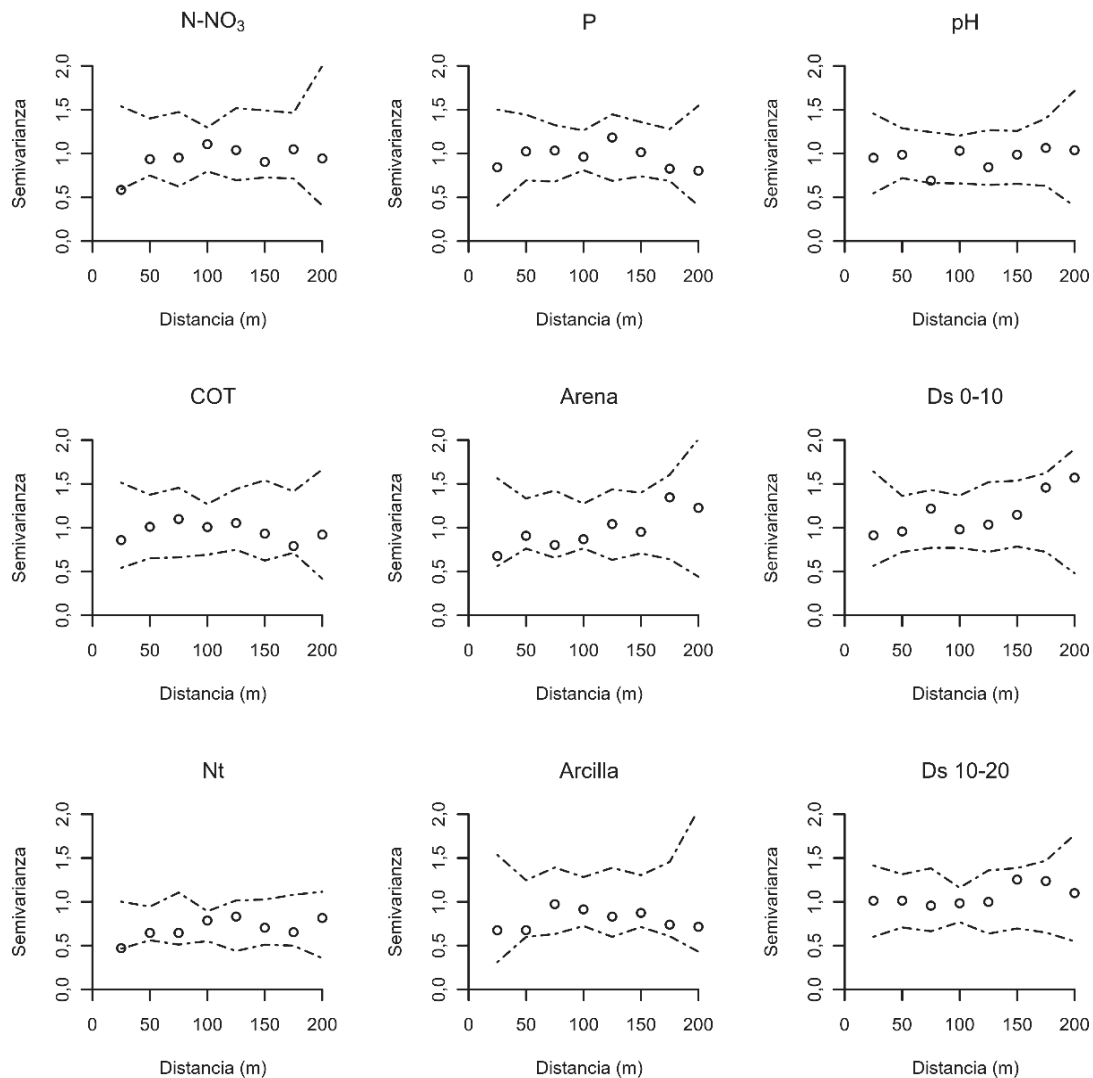 N-NO₃
Semivarianza
0,0 0,5 1,0 1,5 2,0
0 50 100 150 200
Distancia (m)
P
Semivarianza
0,0 0,5 1,0 1,5 2,0
0 50 100 150 200
Distancia (m)
pH
Semivarianza
0,0 0,5 1,0 1,5 2,0
0 50 100 150 200
Distancia (m)
COT
Semivarianza
0,0 0,5 1,0 1,5 2,0
0 50 100 150 200
Distancia (m)
Arena
Semivarianza
0,0 0,5 1,0 1,5 2,0
0 50 100 150 200
Distancia (m)
Ds 0-10
Semivarianza
0,0 0,5 1,0 1,5 2,0
0 50 100 150 200
Distancia (m)
Nt
Semivarianza
0,0 0,5 1,0 1,5 2,0
0 50 100 150 200
Distancia (m)
Arcilla
Semivarianza
0,0 0,5 1,0 1,5 2,0
0 50 100 150 200
Distancia (m)
Ds 10-20
Semivarianza
0,0 0,5 1,0 1,5 2,0
0 50 100 150 200
Distancia (m)